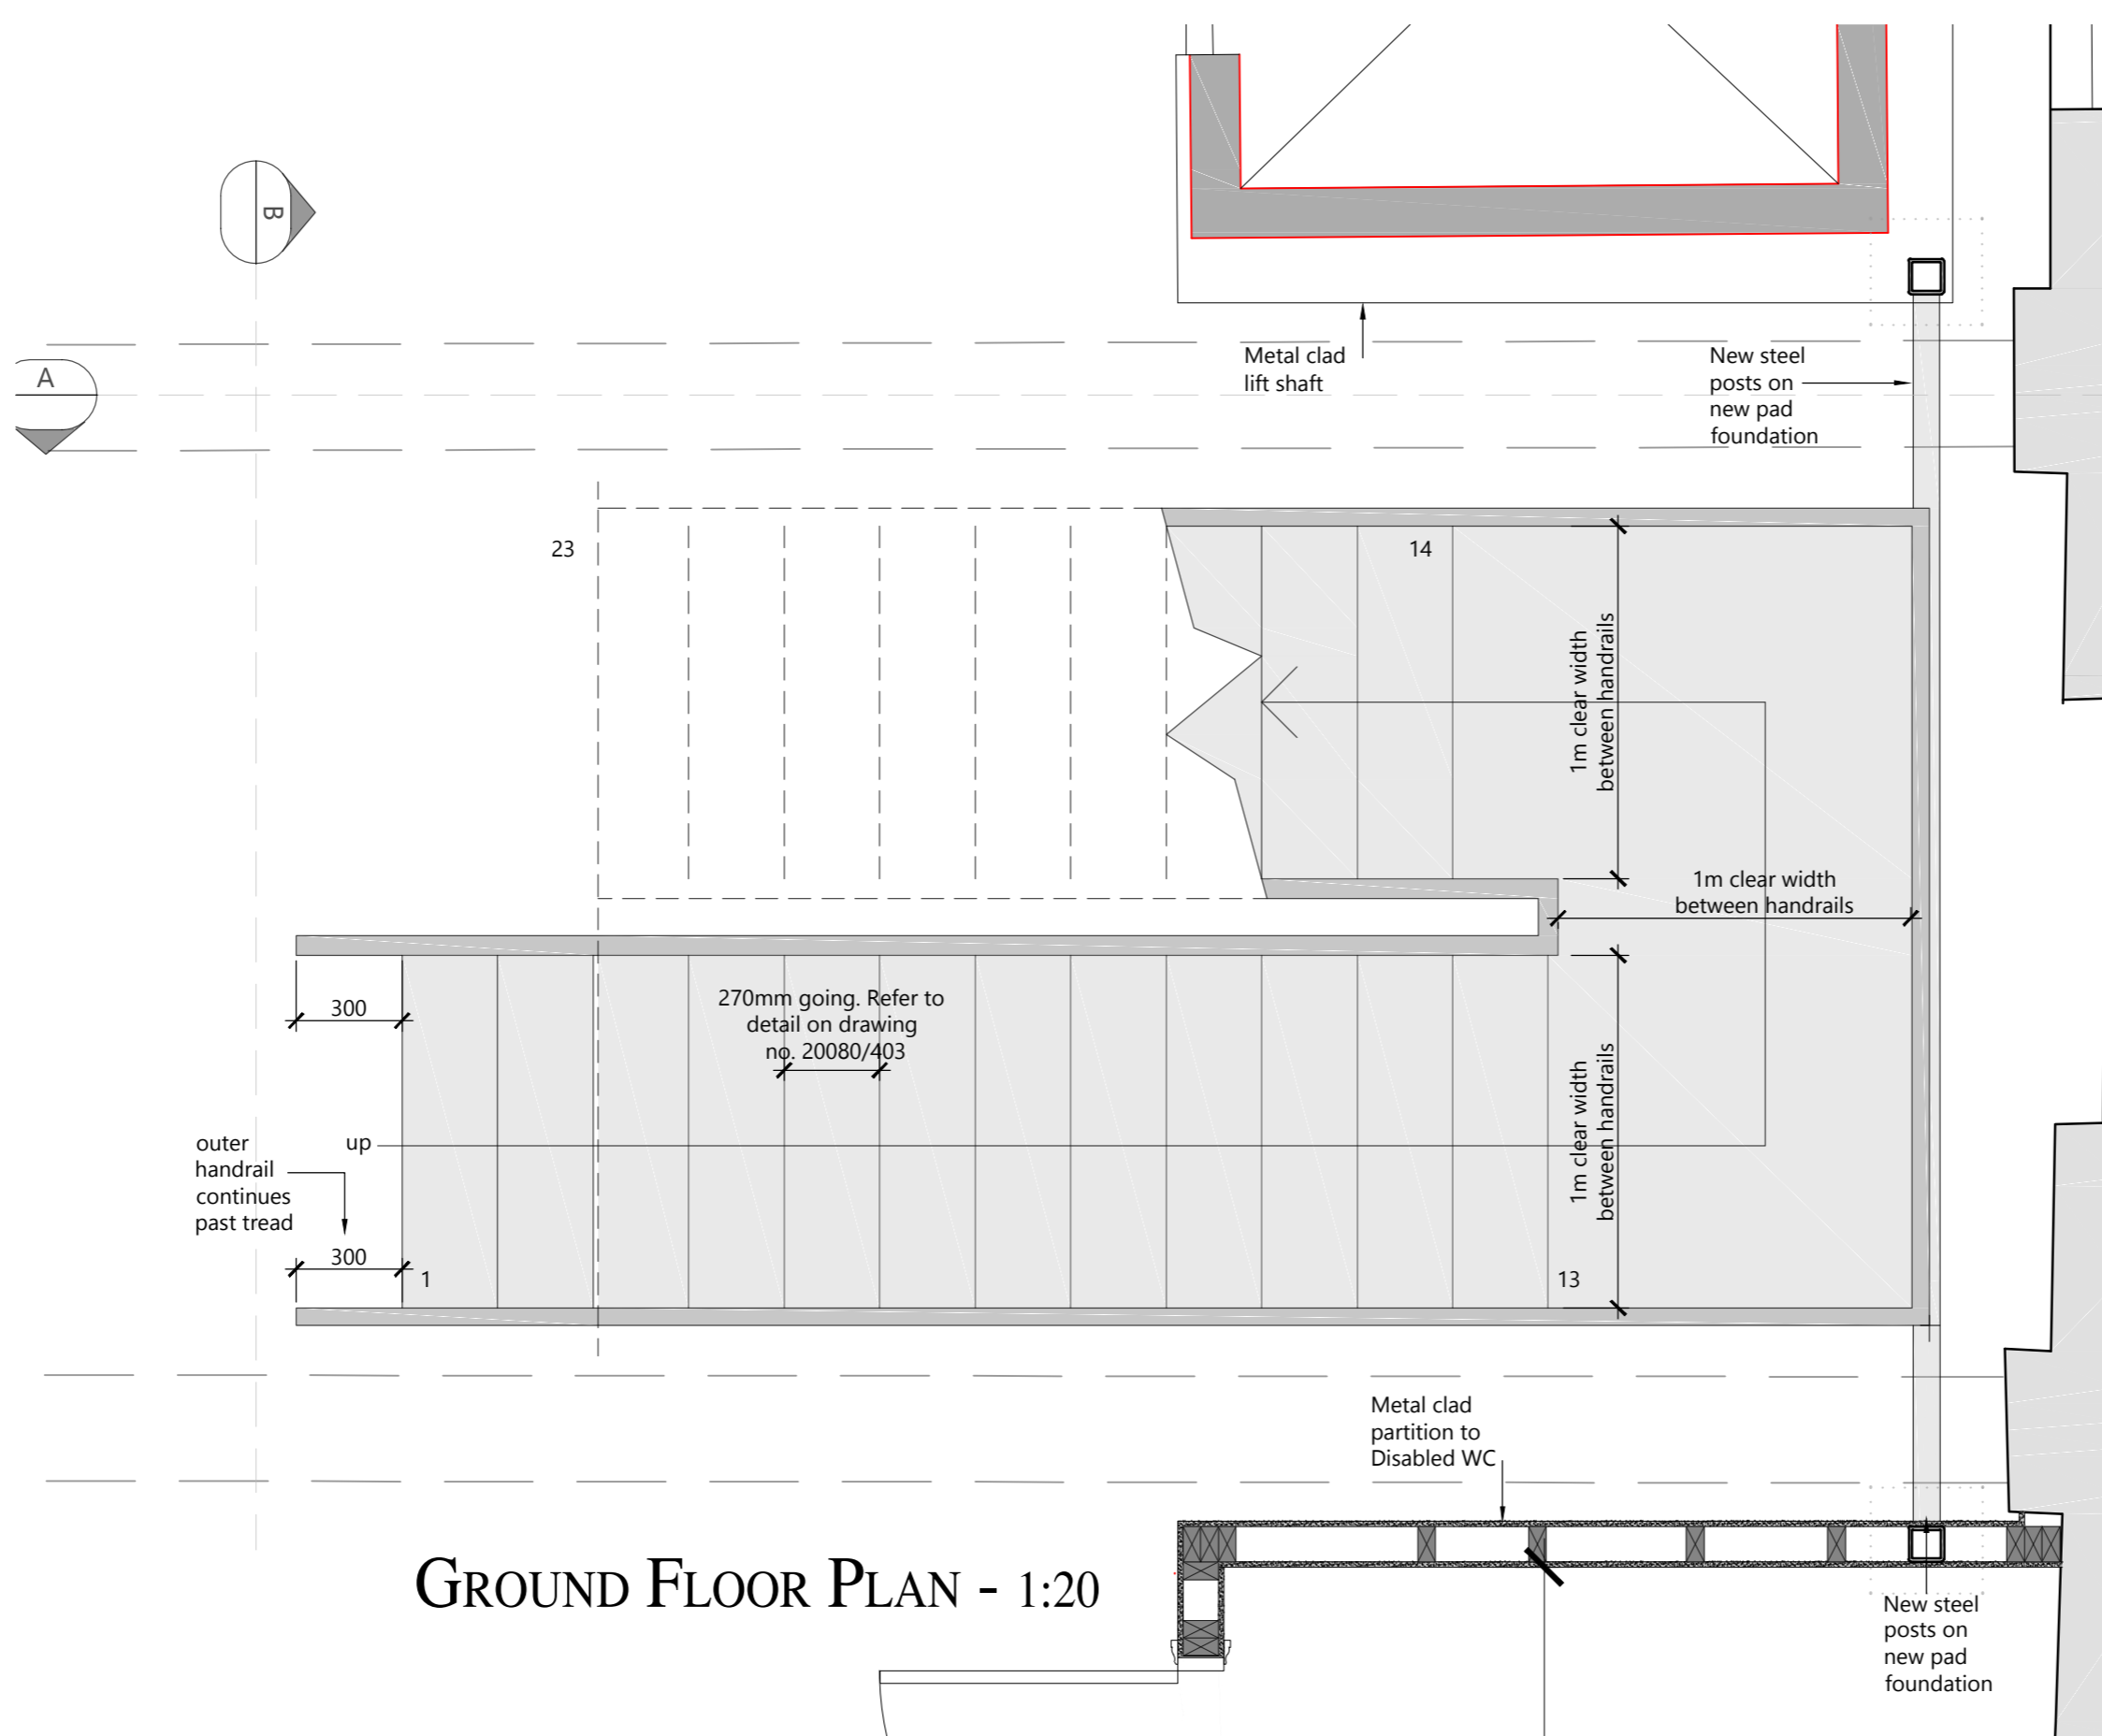 B
A
Metal clad
lift shaft
New steel
posts on
new pad
foundation
23
14
1m clear width
between handrails
1m clear width
between handrails
300
270mm going. Refer to
detail on drawing
no. 20080/403
1m clear width
between handrails
outer
handrail
continues
past tread
up
300
1
13
Metal clad
partition to
Disabled WC
GROUND FLOOR PLAN - 1:20
New steel
posts on
new pad
foundation